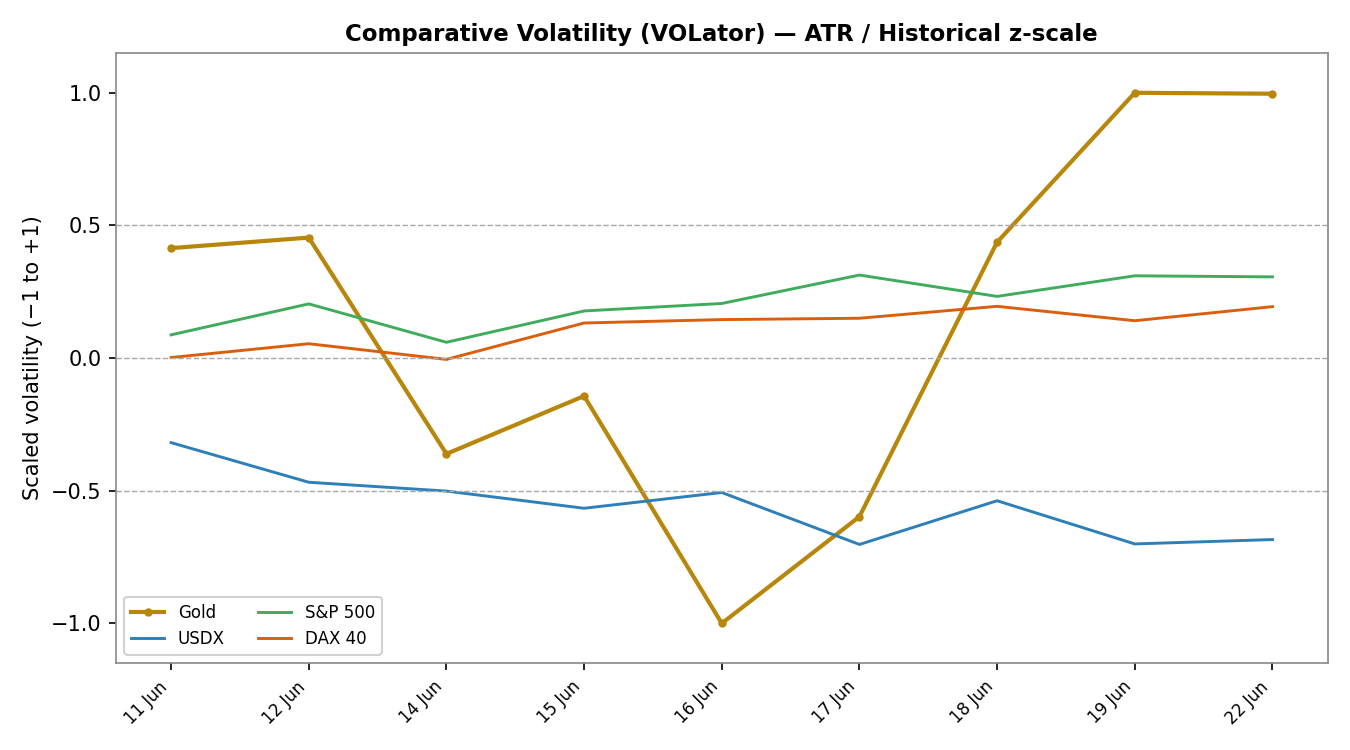 Comparative Volatility (VOLator) — ATR / Historical z-scale
Scaled volatility (−1 to +1)
1.0
0.5
0.0
−0.5
−1.0
Gold
USDX
S&P 500
DAX 40
11 Jun
12 Jun
14 Jun
15 Jun
16 Jun
17 Jun
18 Jun
19 Jun
22 Jun